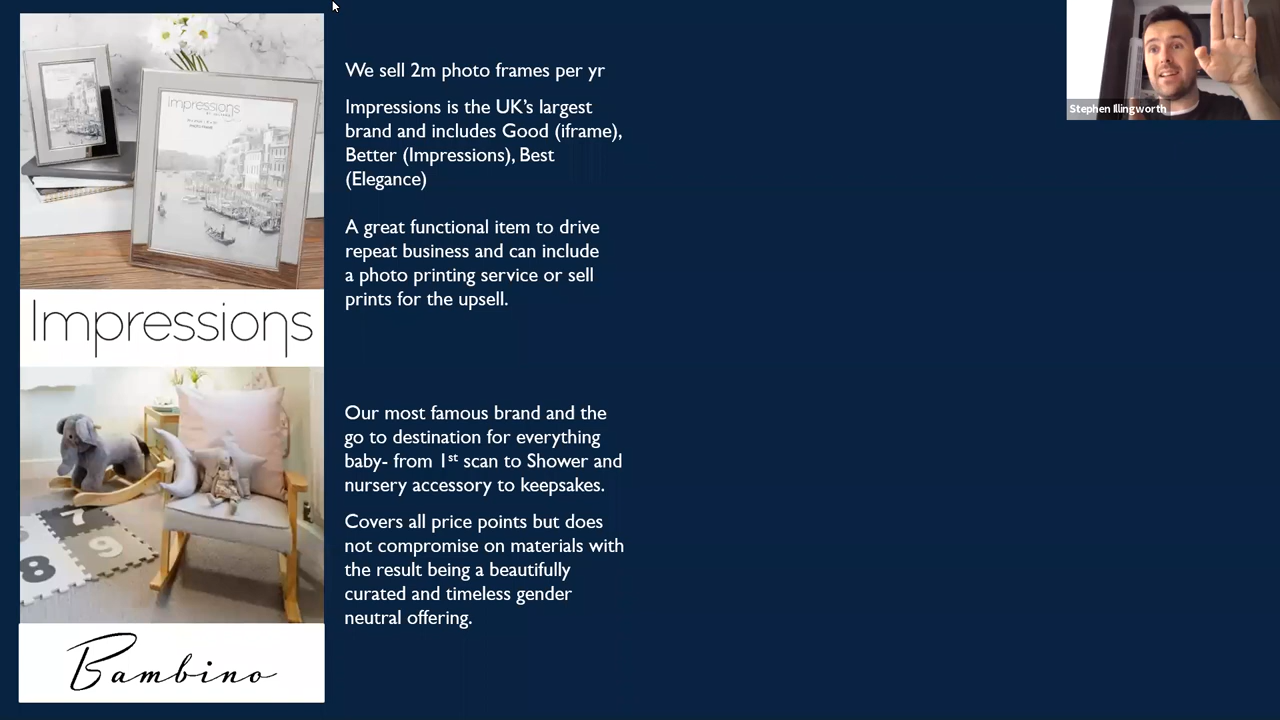 We sell 2m photo frames per yr
Impressions is the UK's largest
brand and includes Good (iframe),
Better (Impressions), Best
(Elegance)
A great functional item to drive
repeat business and can include
a photo printing service or sell
prints for the upsell.
Our most famous brand and the
go to destination for everything
baby- from 1st scan to Shower and
nursery accessory to keepsakes.
Covers all price points but does
not compromise on materials with
the result being a beautifully
curated and timeless gender
neutral offering.
Impressions
Impressions
7
9
8
Bambino
Stephen Illingworth